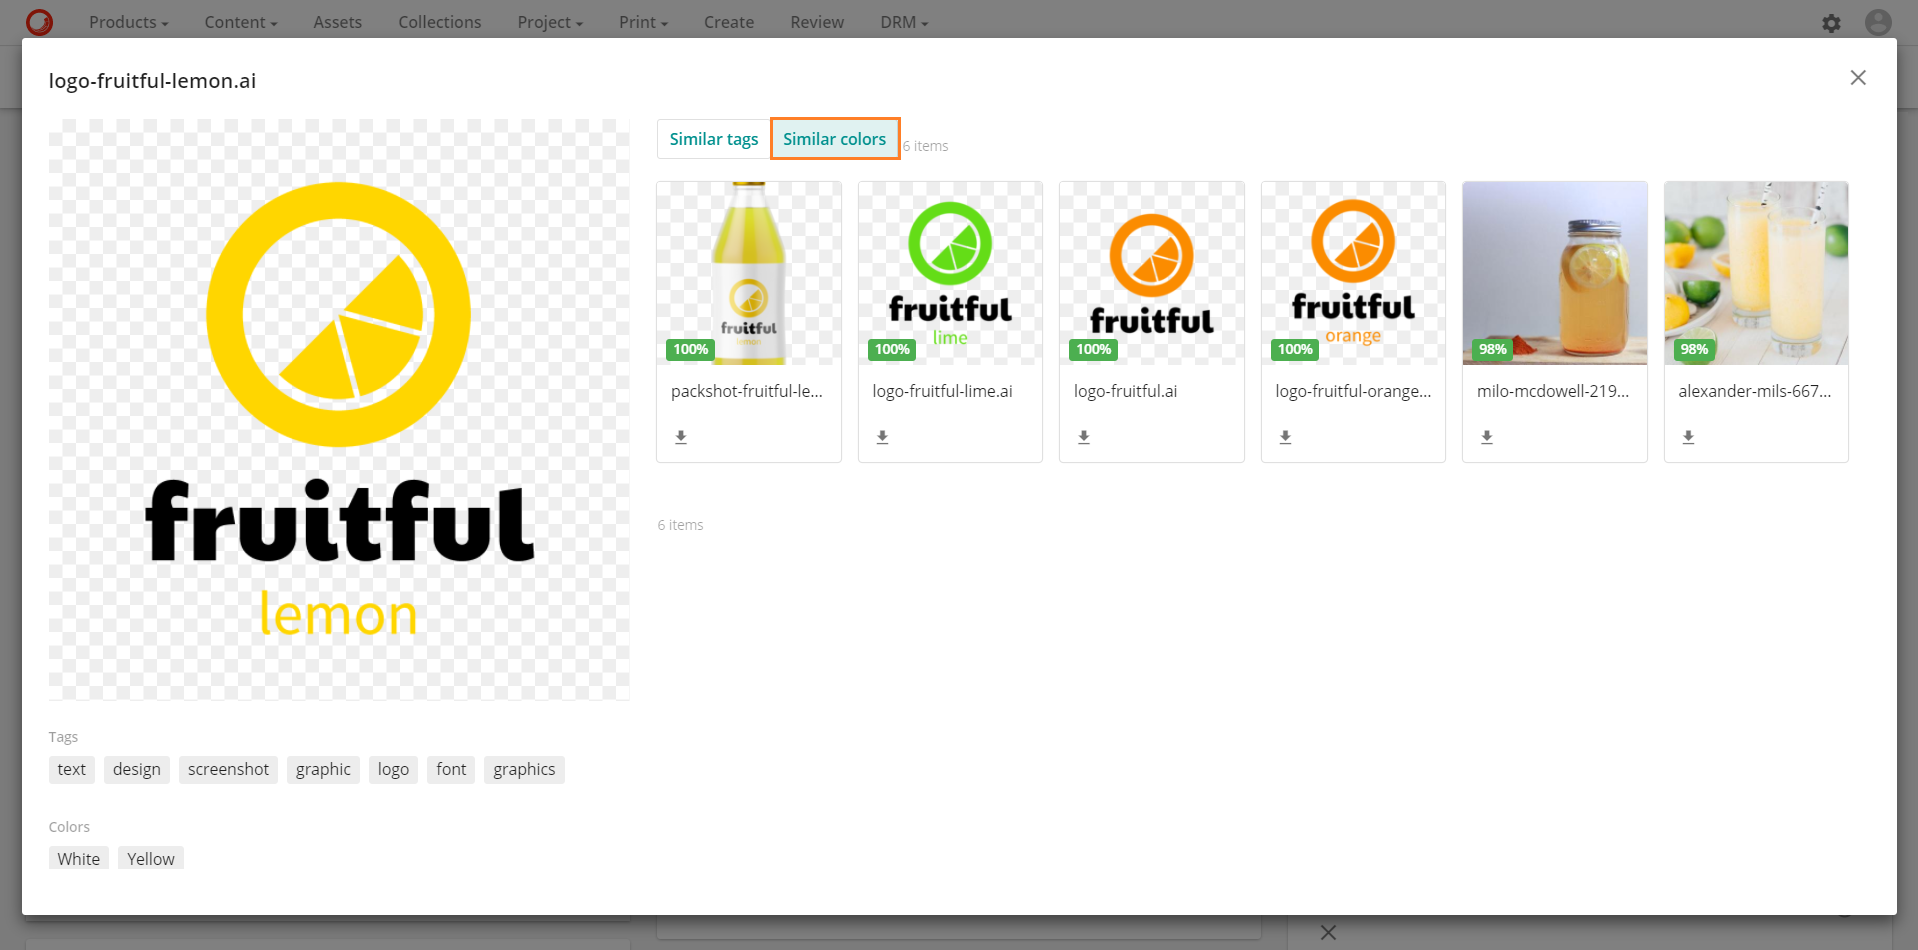 Products Content Assets Collections Project Print Create Review DRM
logo-fruitful-lemon.ai
Similar tags Similar colors 6 items
fruitful
lemon
fruitful
lemon
100%
packshot-fruitful-le...
fruitful
lime
100%
logo-fruitful-lime.ai
fruitful
100%
logo-fruitful.ai
fruitful
orange
100%
logo-fruitful-orange...
98%
milo-mcdowell-219...
98%
alexander-mils-667...
6 items
Tags
text design screenshot graphic logo font graphics
Colors
White Yellow